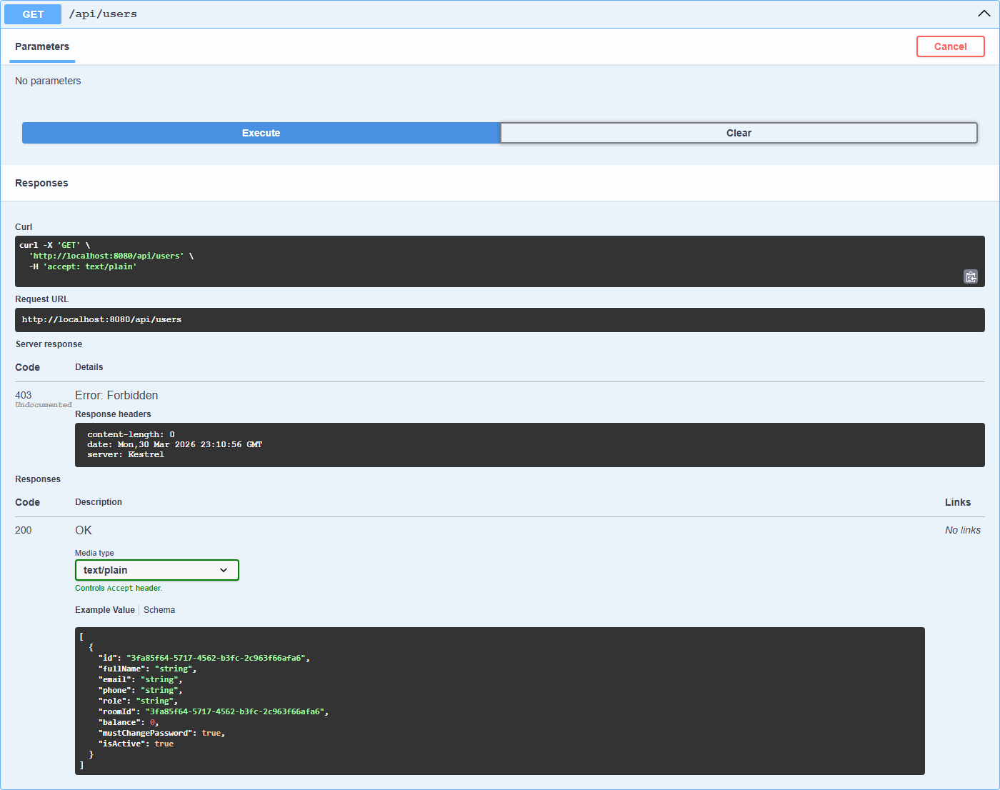 GET /api/users
Parameters
Cancel
No parameters
Execute
Clear
Responses
Curl
curl -X 'GET' \
  'http://localhost:8080/api/users' \
  -H 'accept: text/plain'
Request URL
http://localhost:8080/api/users
Server response
Code Details
403 Error: Forbidden
Undocumented
Response headers
content-length: 0
date: Mon,30 Mar 2026 23:10:56 GMT
server: Kestrel
Responses
Code Description Links
200 OK No links
Media type
text/plain
Controls Accept header.
Example Value Schema
[
  {
    "id": "3fa85f64-5717-4562-b3fc-2c963f66afa6",
    "fullName": "string",
    "email": "string",
    "phone": "string",
    "role": "string",
    "roomId": "3fa85f64-5717-4562-b3fc-2c963f66afa6",
    "balance": 0,
    "mustChangePassword": true,
    "isActive": true
  }
]